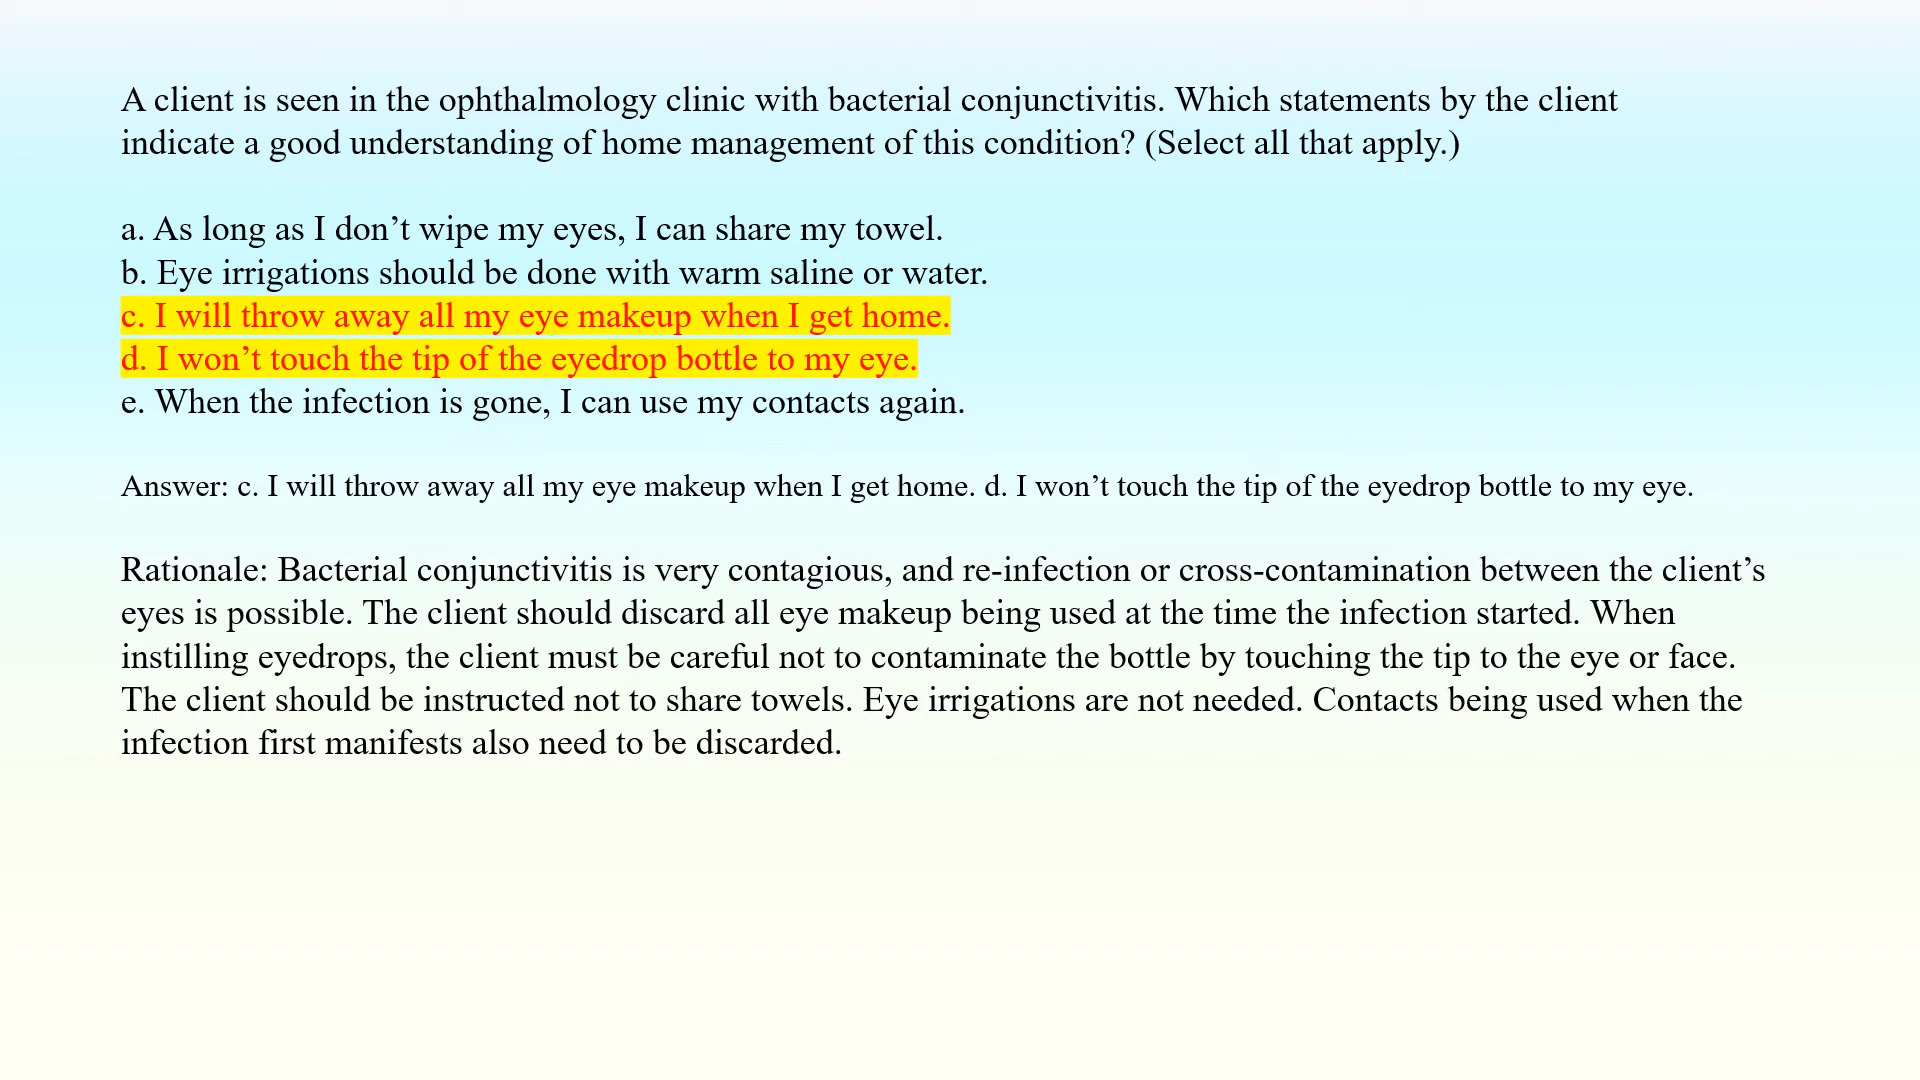 A client is seen in the ophthalmology clinic with bacterial conjunctivitis. Which statements by the client
indicate a good understanding of home management of this condition? (Select all that apply.)
a. As long as I don’t wipe my eyes, I can share my towel.
b. Eye irrigations should be done with warm saline or water.
c. I will throw away all my eye makeup when I get home.
d. I won’t touch the tip of the eyedrop bottle to my eye.
e. When the infection is gone, I can use my contacts again.
Answer: c. I will throw away all my eye makeup when I get home. d. I won’t touch the tip of the eyedrop bottle to my eye.
Rationale: Bacterial conjunctivitis is very contagious, and re-infection or cross-contamination between the client’s
eyes is possible. The client should discard all eye makeup being used at the time the infection started. When
instilling eyedrops, the client must be careful not to contaminate the bottle by touching the tip to the eye or face.
The client should be instructed not to share towels. Eye irrigations are not needed. Contacts being used when the
infection first manifests also need to be discarded.